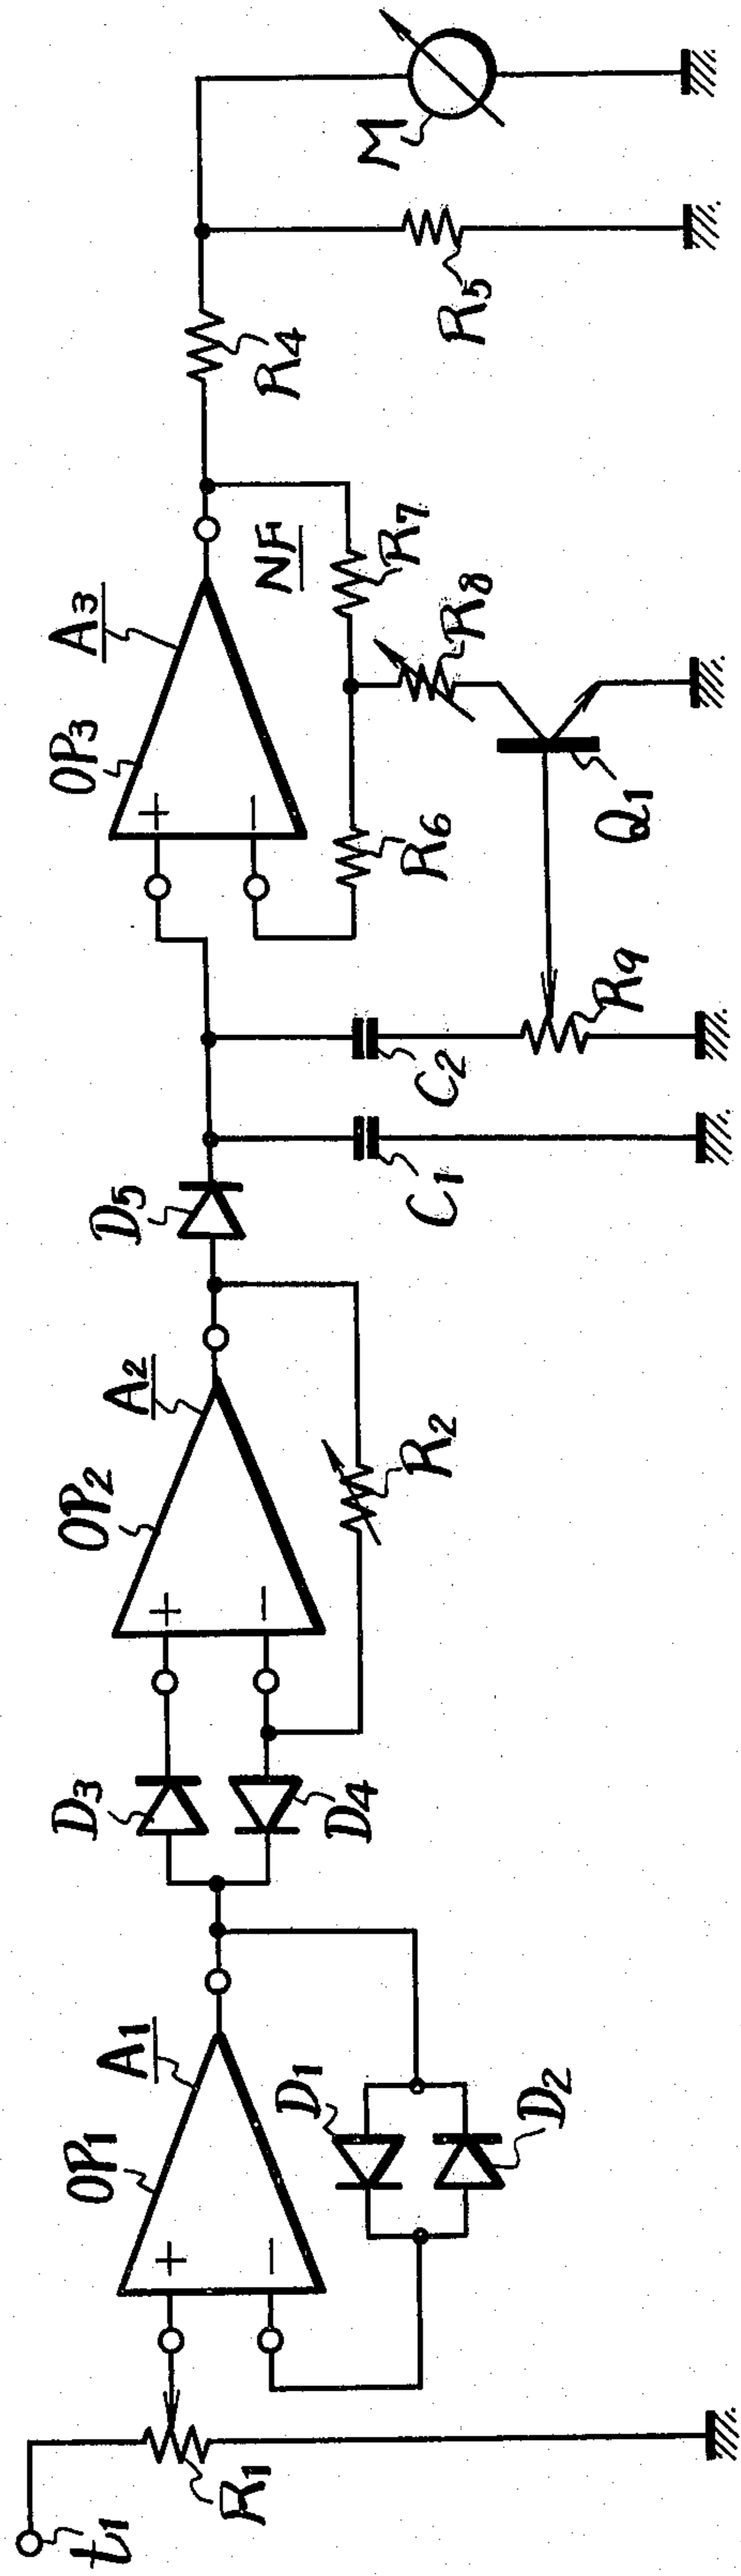 t1
R1
OP1
A1
+
−
D1
D2
D3
D4
OP2
A2
+
−
R2
D5
C1
C2
R9
OP3
A3
+
−
NF
R6
R7
R8
Q1
R4
R5
M